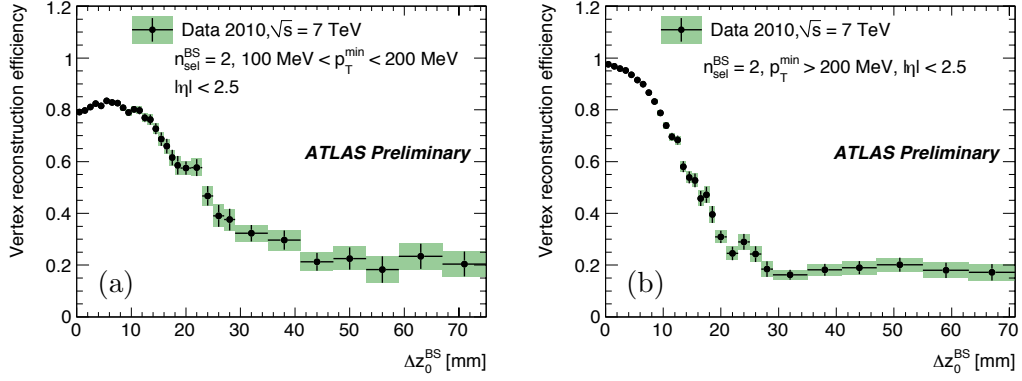 Vertex reconstruction efficiency
1.2
1
0.8
0.6
0.4
0.2
0
Data 2010,√s = 7 TeV
n_sel^BS = 2, 100 MeV < p_T^min < 200 MeV
|η| < 2.5
ATLAS Preliminary
(a)
0 10 20 30 40 50 60 70
Δz_0^BS [mm]
Vertex reconstruction efficiency
1.2
1
0.8
0.6
0.4
0.2
0
Data 2010,√s = 7 TeV
n_sel^BS = 2, p_T^min > 200 MeV, |η| < 2.5
ATLAS Preliminary
(b)
0 10 20 30 40 50 60 70
Δz_0^BS [mm]